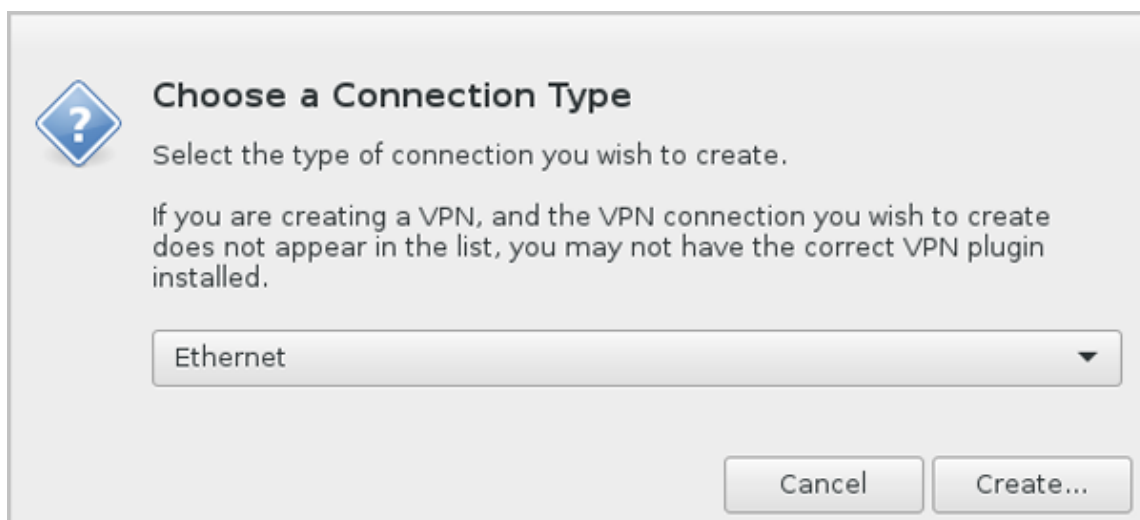 ?
Choose a Connection Type
Select the type of connection you wish to create.
If you are creating a VPN, and the VPN connection you wish to create
does not appear in the list, you may not have the correct VPN plugin
installed.
Ethernet
Cancel
Create...